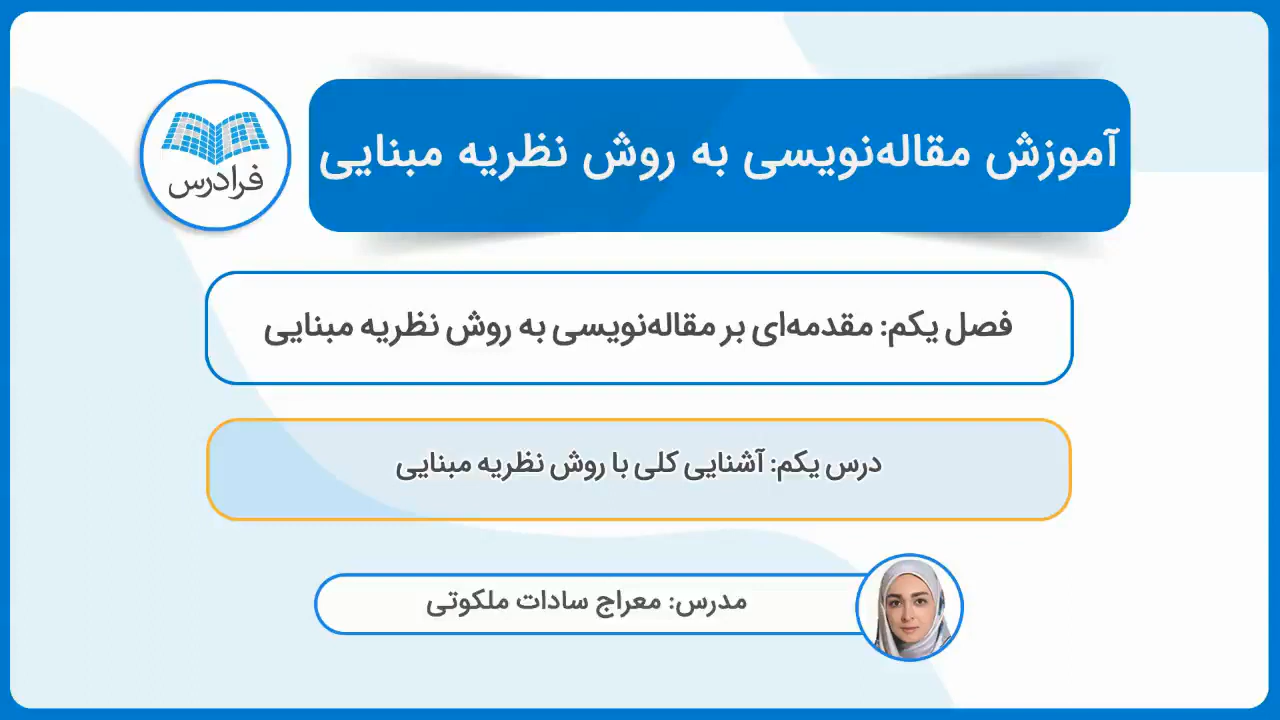 آموزش مقاله‌نویسی به روش نظریه مبنایی
فرادرس
فصل یکم: مقدمه‌ای بر مقاله‌نویسی به روش نظریه مبنایی
درس یکم: آشنایی کلی با روش نظریه مبنایی
مدرس: معراج سادات ملکوتی